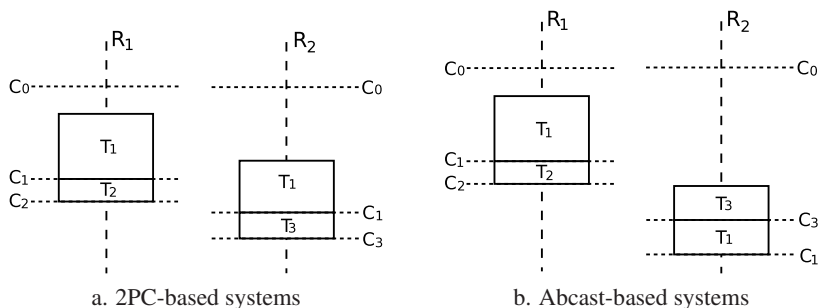 R1
R2
C0
C0
T1
T1
C1
T2
C2
C1
T3
C3
a. 2PC-based systems
R1
R2
C0
C0
T1
C1
T2
C2
T3
C3
T1
C1
b. Abcast-based systems